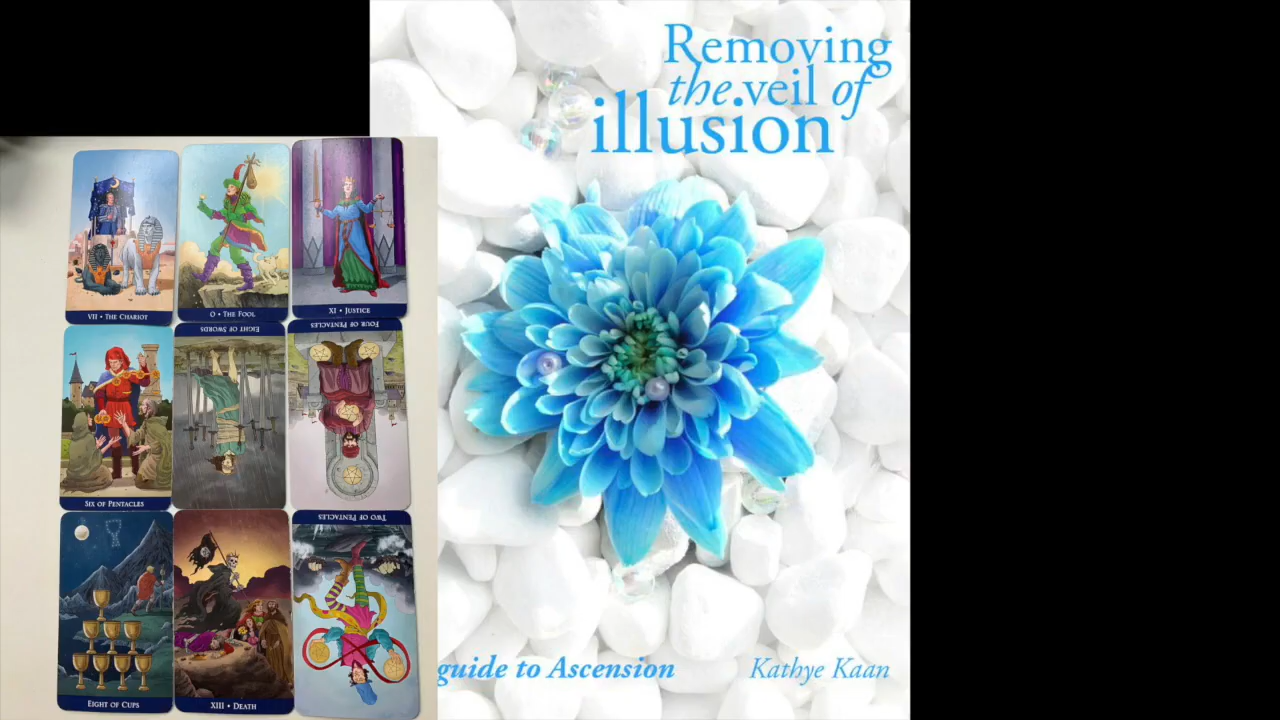 Removing
the veil of
illusion
VII • THE CHARIOT
O • THE FOOL
XI • JUSTICE
EIGHT OF SWORDS
FOUR OF PENTACLES
SIX OF PENTACLES
TWO OF PENTACLES
EIGHT OF CUPS
XIII • DEATH
guide to Ascension
Kathye Kaan